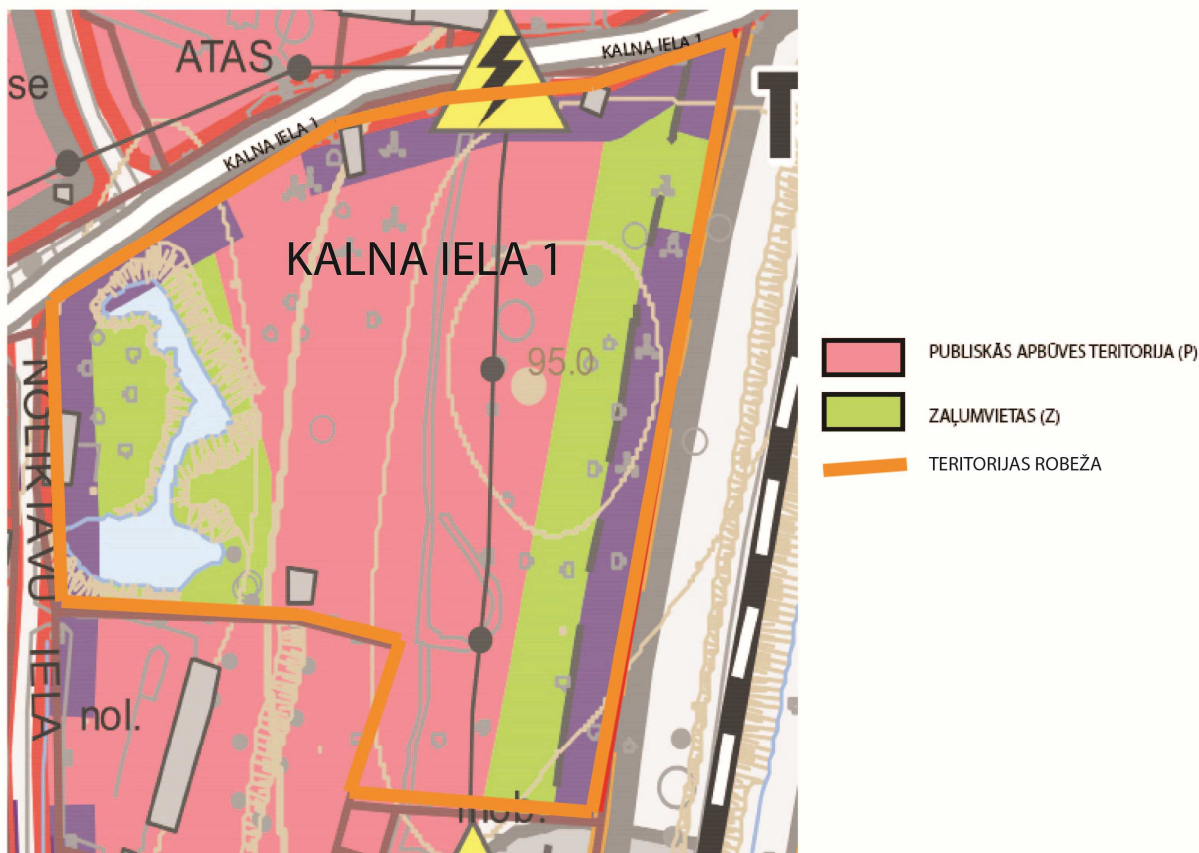 ATAS
se
KALNA IELA 1
KALNA IELA 1
T
KALNA IELA 1
95.0
NOLIKTAVU IELA
nol.
mob.
PUBLISKĀS APBŪVES TERITORIJA (P)
ZAĻUMVIETAS (Z)
TERITORIJAS ROBEŽA